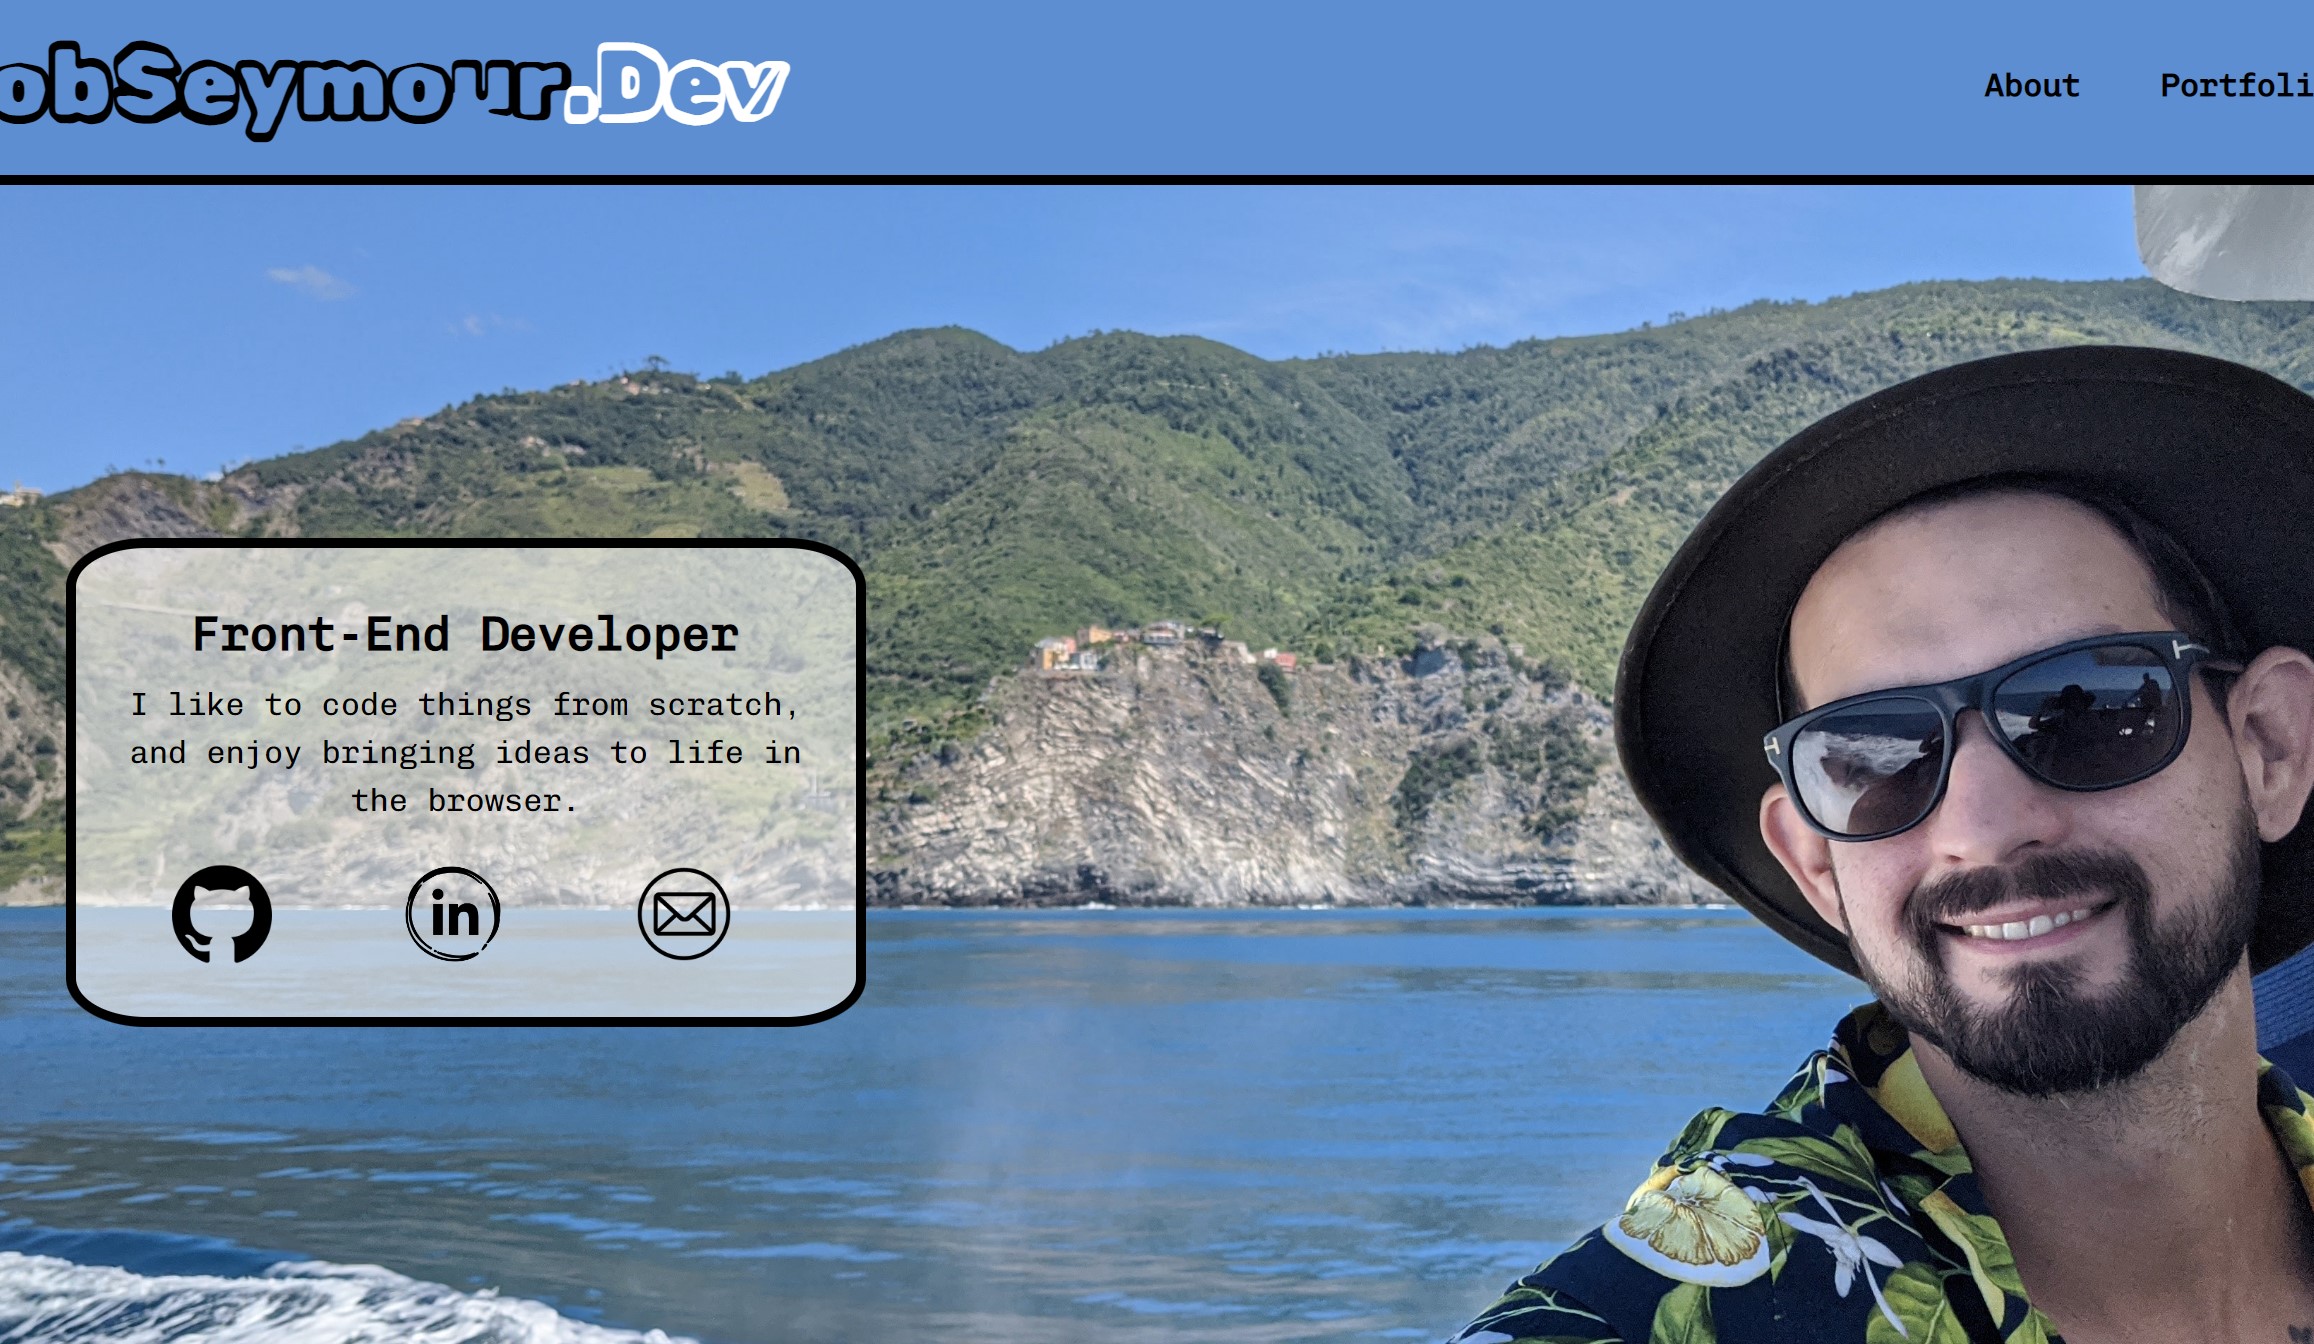 obSeymour.Dev
About Portfoli
Front-End Developer
I like to code things from scratch,
and enjoy bringing ideas to life in
the browser.
in